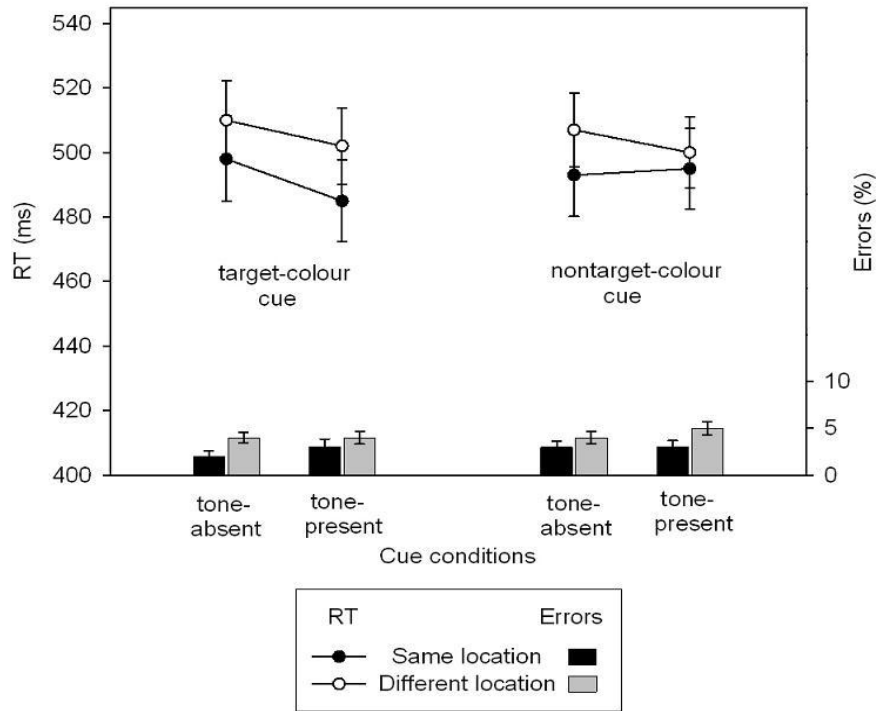 540
520
500
480
460
440
420
400
RT (ms)
target-colour
cue
nontarget-colour
cue
Errors (%)
10
5
0
tone-
absent
tone-
present
tone-
absent
tone-
present
Cue conditions
RT Errors
Same location
Different location